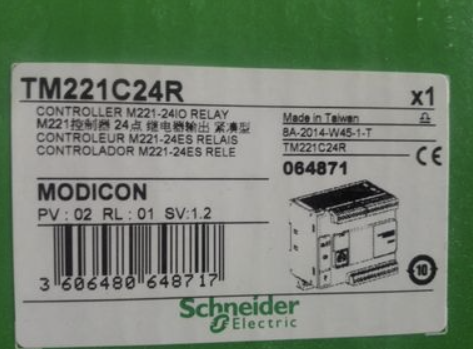 TM221C24R
x1
CONTROLLER M221-24IO RELAY
M221控制器 24点 继电器输出 紧凑型
CONTROLEUR M221-24ES RELAIS
CONTROLADOR M221-24ES RELE
Made in Taiwan
8A-2014-W45-1-T
TM221C24R
064871
CE
MODICON
PV : 02 RL : 01 SV:1.2
3 606480 648717
10
Schneider
Electric